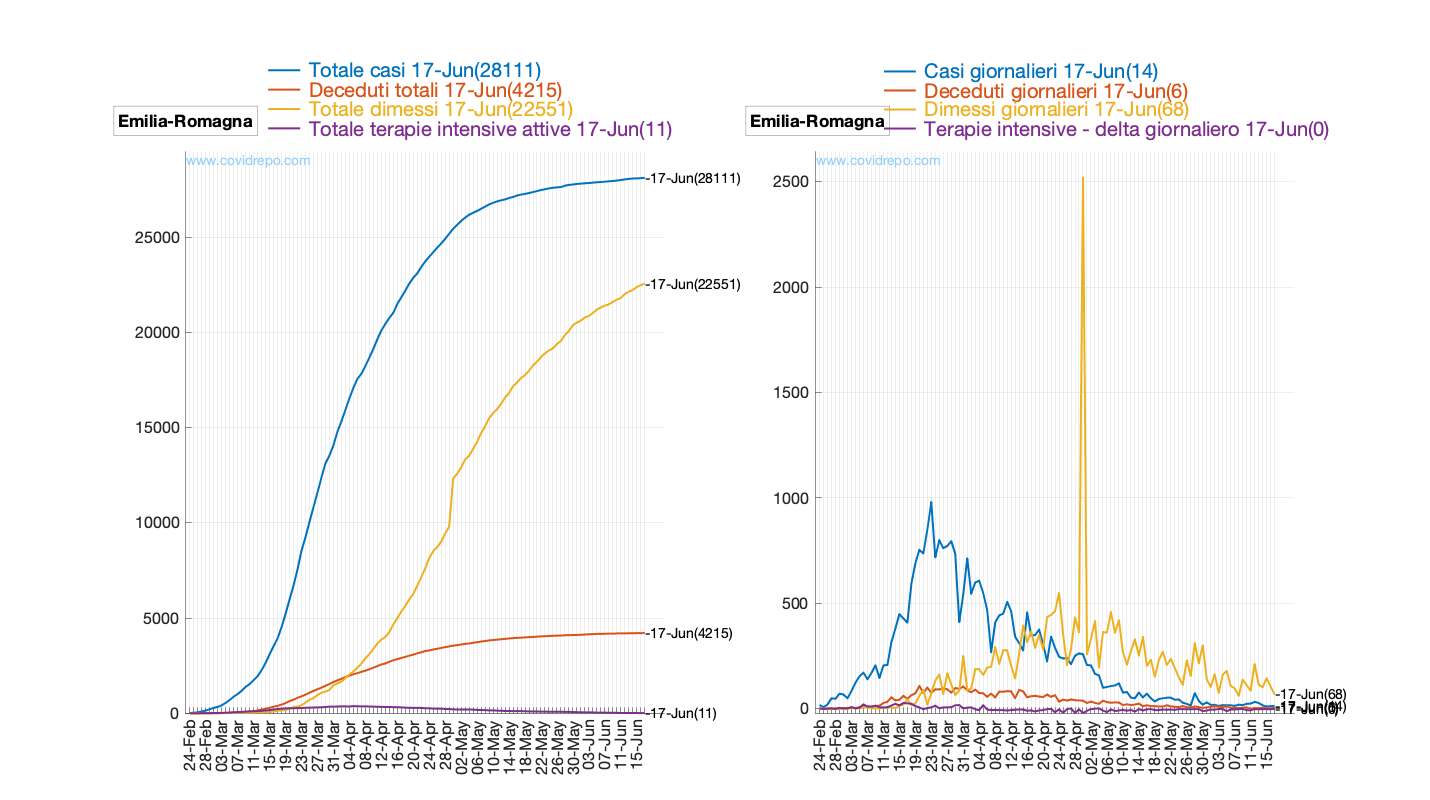 Totale casi 17-Jun(28111)
Deceduti totali 17-Jun(4215)
Totale dimessi 17-Jun(22551)
Totale terapie intensive attive 17-Jun(11)
Emilia-Romagna
www.covidrepo.com
25000
20000
15000
10000
5000
0
-17-Jun(28111)
-17-Jun(22551)
-17-Jun(4215)
-17-Jun(11)
24-Feb
28-Feb
03-Mar
07-Mar
11-Mar
15-Mar
19-Mar
23-Mar
27-Mar
31-Mar
04-Apr
08-Apr
12-Apr
16-Apr
20-Apr
24-Apr
28-Apr
02-May
06-May
10-May
14-May
18-May
22-May
26-May
30-May
03-Jun
07-Jun
11-Jun
15-Jun
Casi giornalieri 17-Jun(14)
Deceduti giornalieri 17-Jun(6)
Dimessi giornalieri 17-Jun(68)
Terapie intensive - delta giornaliero 17-Jun(0)
Emilia-Romagna
www.covidrepo.com
2500
2000
1500
1000
500
0
-17-Jun(68)
24-Feb
28-Feb
03-Mar
07-Mar
11-Mar
15-Mar
19-Mar
23-Mar
27-Mar
31-Mar
04-Apr
08-Apr
12-Apr
16-Apr
20-Apr
24-Apr
28-Apr
02-May
06-May
10-May
14-May
18-May
22-May
26-May
30-May
03-Jun
07-Jun
11-Jun
15-Jun